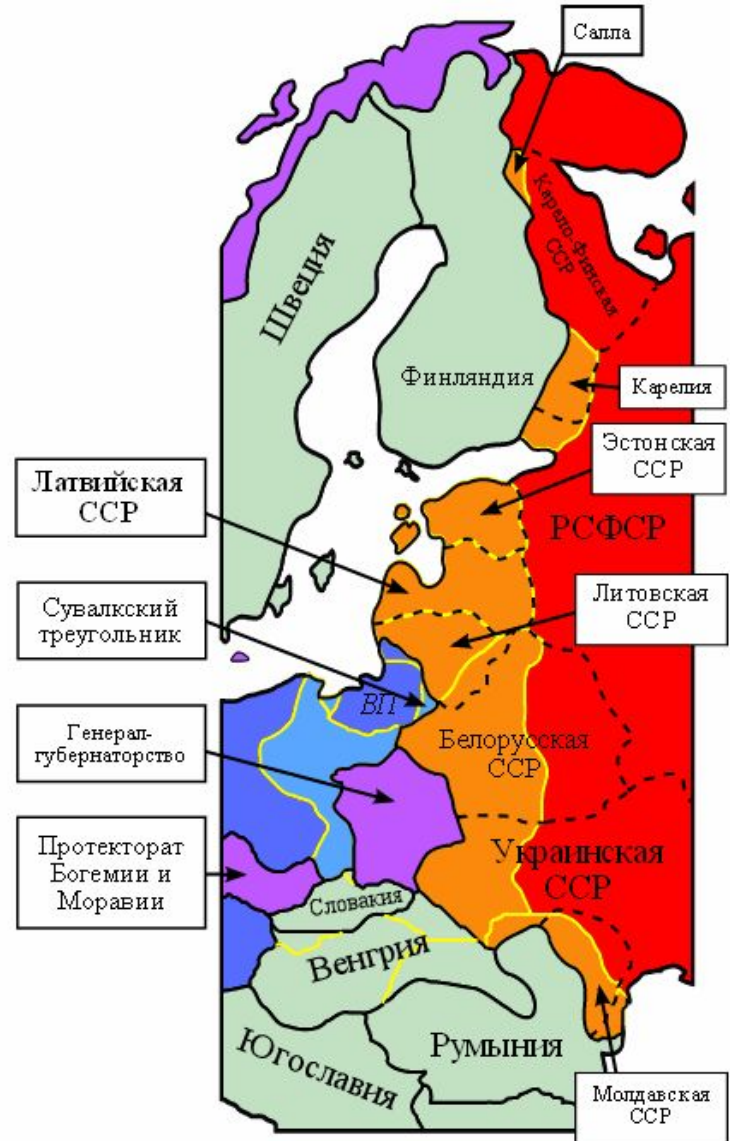 Салла
Карело-Финская
ССР
Швеция
Финляндия
Карелия
Эстонская
ССР
Латвийская
ССР
РСФСР
Сувалкский
треугольник
Литовская
ССР
ВП
Генерал-
губернаторство
Белорусская
ССР
Протекторат
Богемии и
Моравии
Украинская
ССР
Словакия
Венгрия
Югославия
Румыния
Молдавская
ССР